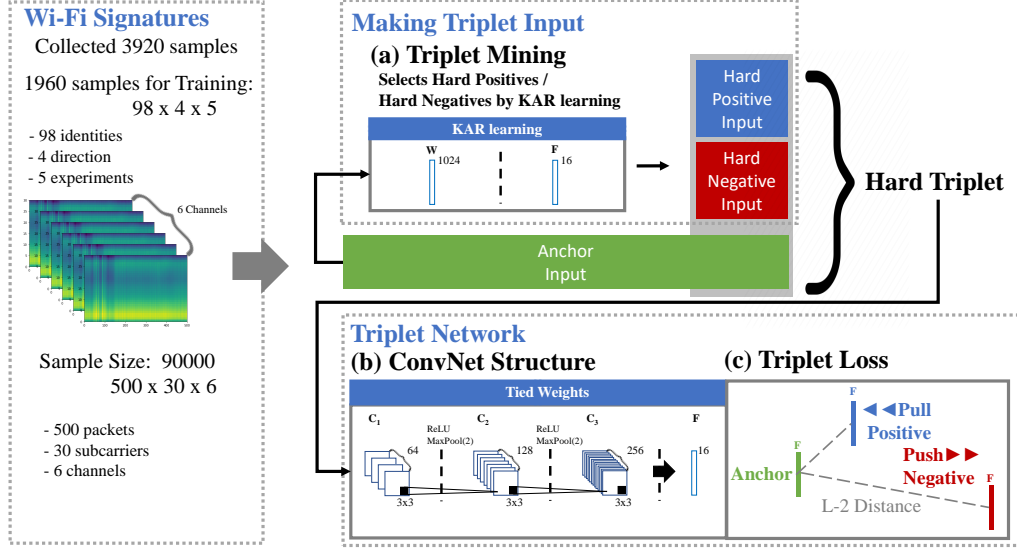 Wi-Fi Signatures
Collected 3920 samples
1960 samples for Training:
98 x 4 x 5
- 98 identities
- 4 direction
- 5 experiments
6 Channels
Sample Size: 90000
500 x 30 x 6
- 500 packets
- 30 subcarriers
- 6 channels
Making Triplet Input
(a) Triplet Mining
Selects Hard Positives /
Hard Negatives by KAR learning
KAR learning
W
1024
F
16
Hard
Positive
Input
Hard
Negative
Input
Anchor
Input
Hard Triplet
Triplet Network
(b) ConvNet Structure
Tied Weights
C1
64
3x3
ReLU
MaxPool(2)
C2
128
3x3
ReLU
MaxPool(2)
C3
256
3x3
F
16
(c) Triplet Loss
F
◄◄Pull
Positive
Push►►
Negative
F
Anchor
F
L-2 Distance